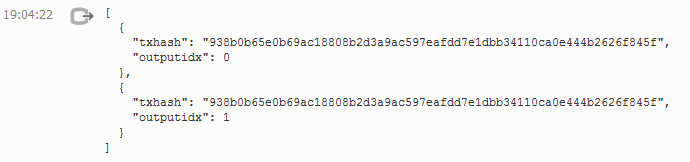 19:04:22 [
{
"txhash": "938b0b65e0b69ac18808b2d3a9ac597eafdd7e1dbb34110ca0e444b2626f845f",
"outputidx": 0
},
{
"txhash": "938b0b65e0b69ac18808b2d3a9ac597eafdd7e1dbb34110ca0e444b2626f845f",
"outputidx": 1
}
]